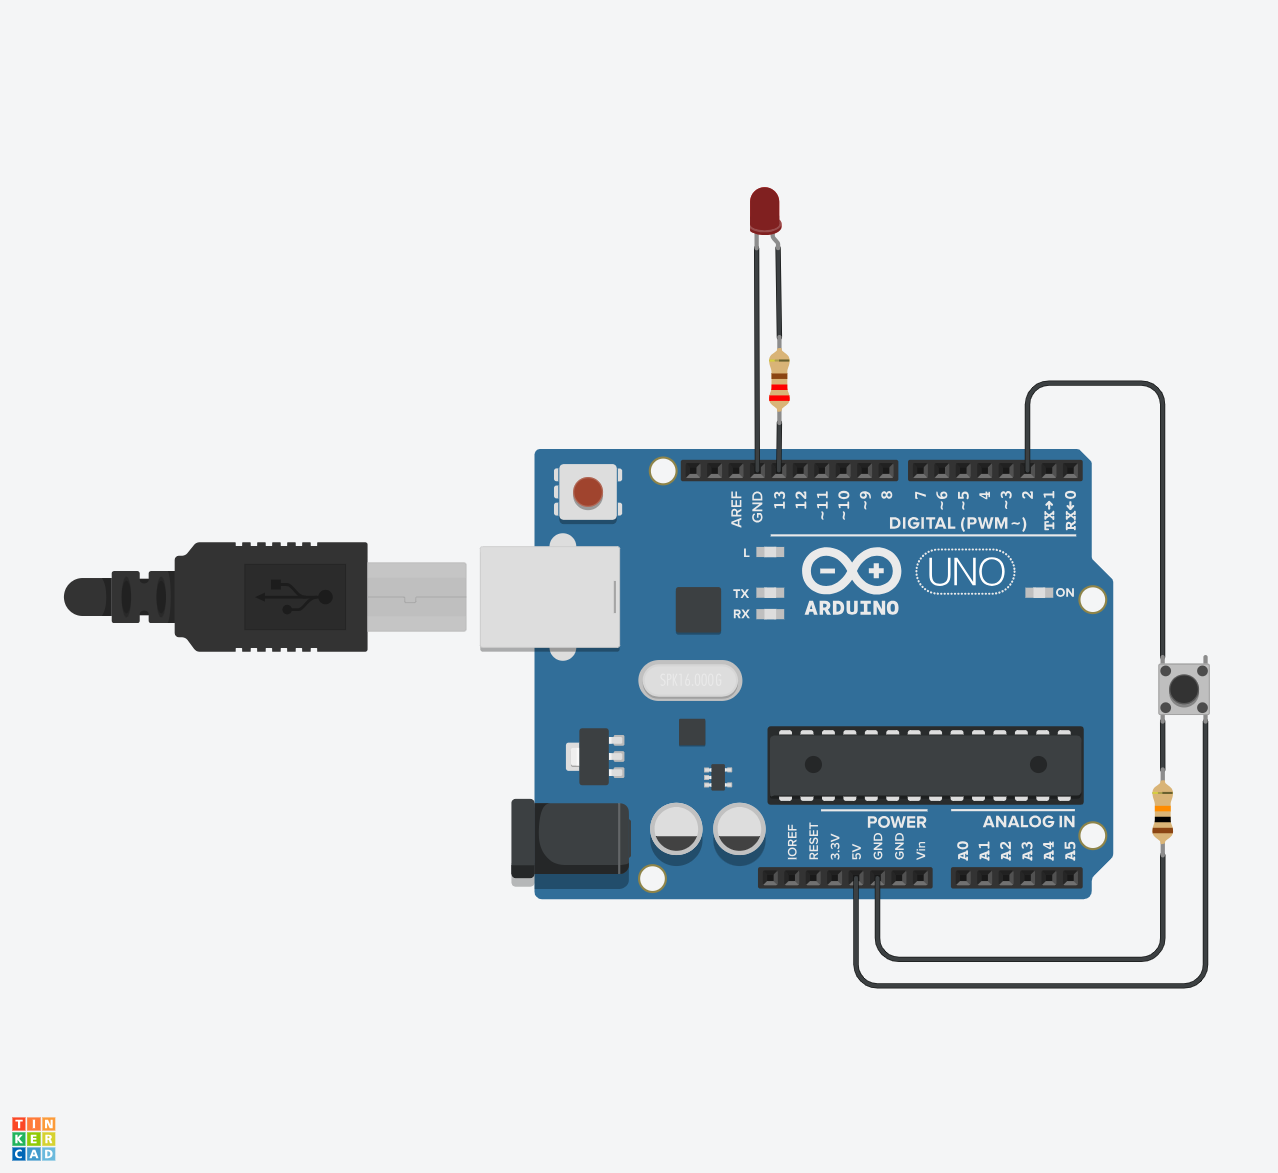 AREF
GND
13
12
~11
~10
~9
8
7
~6
~5
4
~3
2
TX→1
RX←0
DIGITAL (PWM~)
L
TX
RX
ARDUINO
UNO
ON
SPK16.000G
POWER
ANALOG IN
IOREF
RESET
3.3V
5V
GND
GND
Vin
A0
A1
A2
A3
A4
A5
TIN
KER
CAD